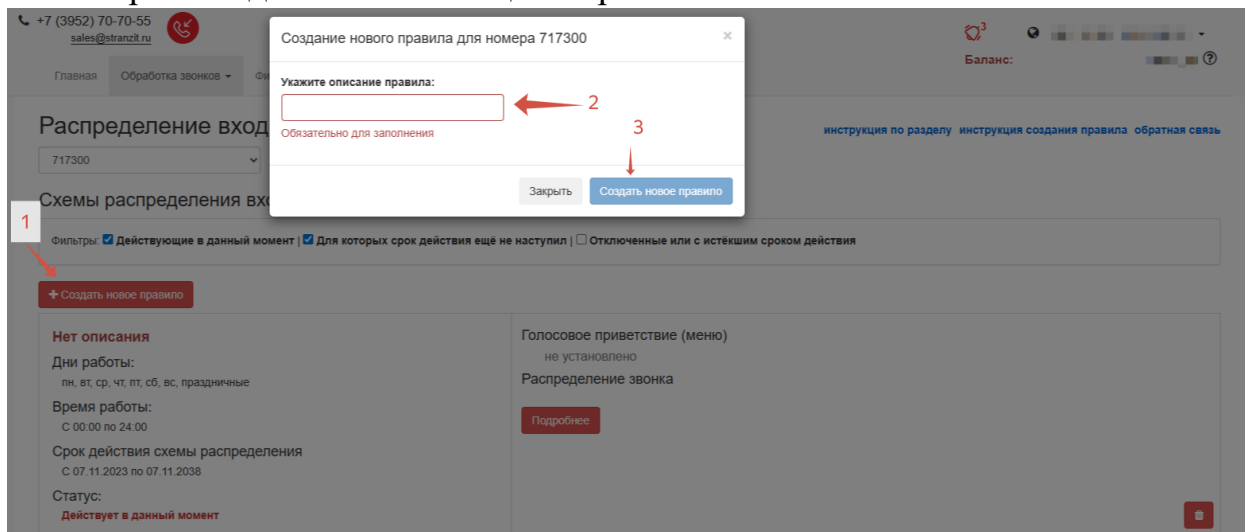 +7 (3952) 70-70-55
sales@stranzit.ru
3
Баланс:
Главная Обработка звонков
Создание нового правила для номера 717300 ×
Укажите описание правила:
2
Обязательно для заполнения
3
Закрыть Создать новое правило
Распределение
инструкция по разделу инструкция создания правила обратная связь
717300
Схемы распределения
1
Фильтры: Действующие в данный момент | Для которых срок действия ещё не наступил | Отключенные или с истёкшим сроком действия
+ Создать новое правило
Нет описания
Дни работы:
пн, вт, ср, чт, пт, сб, вс, праздничные
Время работы:
С 00:00 по 24:00
Срок действия схемы распределения
С 07.11.2023 по 07.11.2038
Статус:
Действует в данный момент
Голосовое приветствие (меню)
не установлено
Распределение звонка
Подробнее